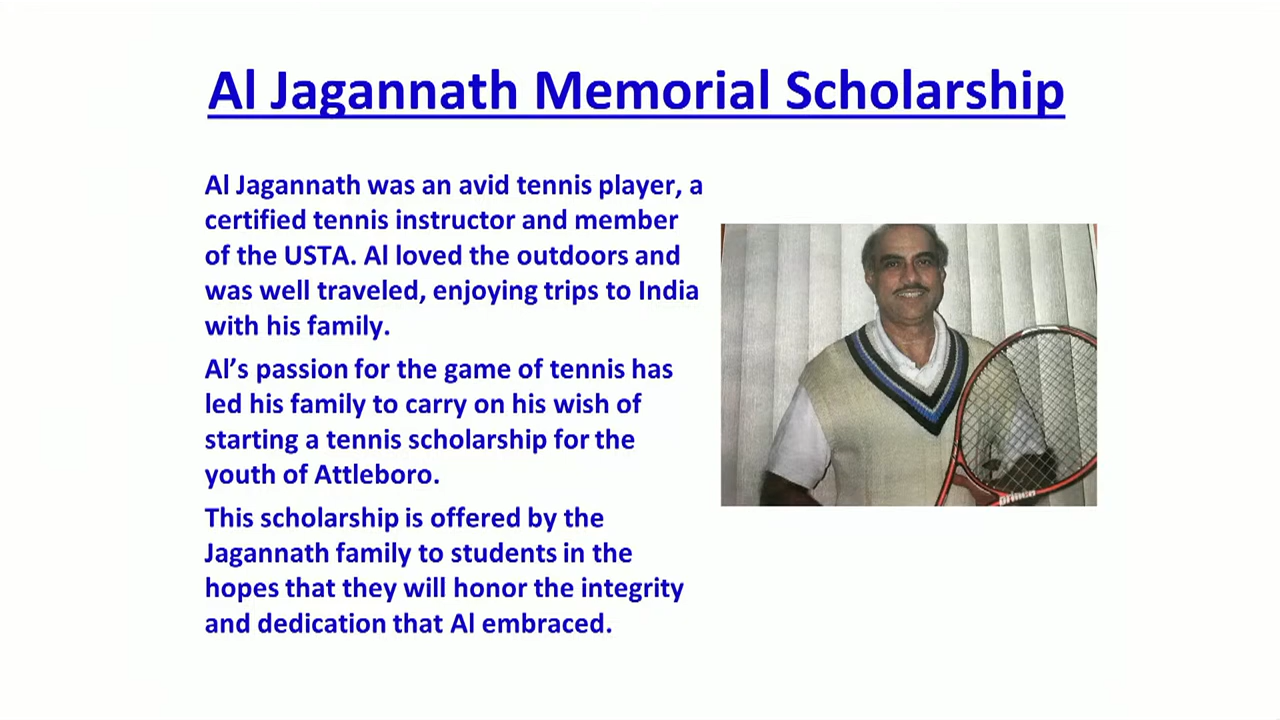 Al Jagannath Memorial Scholarship
Al Jagannath was an avid tennis player, a
certified tennis instructor and member
of the USTA. Al loved the outdoors and
was well traveled, enjoying trips to India
with his family.
Al’s passion for the game of tennis has
led his family to carry on his wish of
starting a tennis scholarship for the
youth of Attleboro.
This scholarship is offered by the
Jagannath family to students in the
hopes that they will honor the integrity
and dedication that Al embraced.
prince